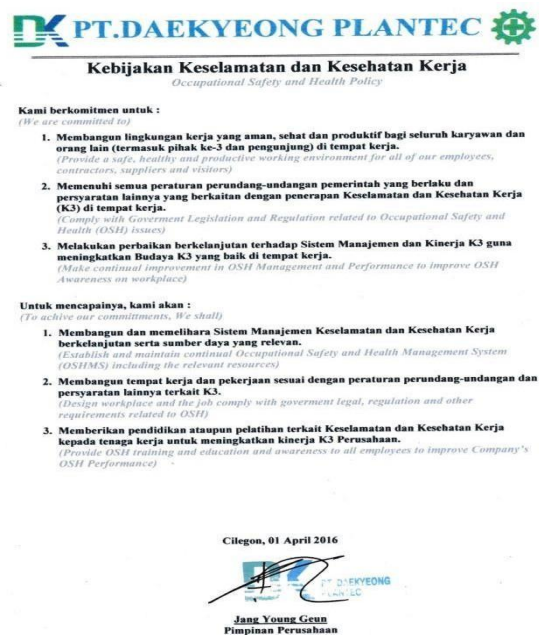 DK PT.DAEKYEONG PLANTEC
Kebijakan Keselamatan dan Kesehatan Kerja
Occupational Safety and Health Policy
Kami berkomitmen untuk :
(We are committed to)
1. Membangun lingkungan kerja yang aman, sehat dan produktif bagi seluruh karyawan dan
orang lain (termasuk pihak ke-3 dan pengunjung) di tempat kerja.
(Provide a safe, healthy and productive working environment for all of our employees,
contractors, suppliers and visitors)
2. Memenuhi semua peraturan perundang-undangan pemerintah yang berlaku dan
persyaratan lainnya yang berkaitan dengan penerapan Keselamatan dan Kesehatan Kerja
(K3) di tempat kerja.
(Comply with Goverment Legislation and Regulation related to Occupational Safety and
Health (OSH) issues)
3. Melakukan perbaikan berkelanjutan terhadap Sistem Manajemen dan Kinerja K3 guna
meningkatkan Budaya K3 yang baik di tempat kerja.
(Make continual improvement in OSH Management and Performance to improve OSH
Awareness on workplace)
Untuk mencapainya, kami akan :
(To achive our committments, We shall)
1. Membangun dan memelihara Sistem Manajemen Keselamatan dan Kesehatan Kerja
berkelanjutan serta sumber daya yang relevan.
(Establish and maintain continual Occupational Safety and Health Management System
(OSHMS) including the relevant resources)
2. Membangun tempat kerja dan pekerjaan sesuai dengan peraturan perundang-undangan dan
persyaratan lainnya terkait K3.
(Design workplace and the job comply with goverment legal, regulation and other
requirements related to OSH)
3. Memberikan pendidikan ataupun pelatihan terkait Keselamatan dan Kesehatan Kerja
kepada tenaga kerja untuk meningkatkan kinerja K3 Perusahaan.
(Provide OSH training and education and awareness to all employees to improve Company's
OSH Performance)
Cilegon, 01 April 2016
DK PT DAEKYEONG
PLANTEC
Jang Young Geun
Pimpinan Perusahaan